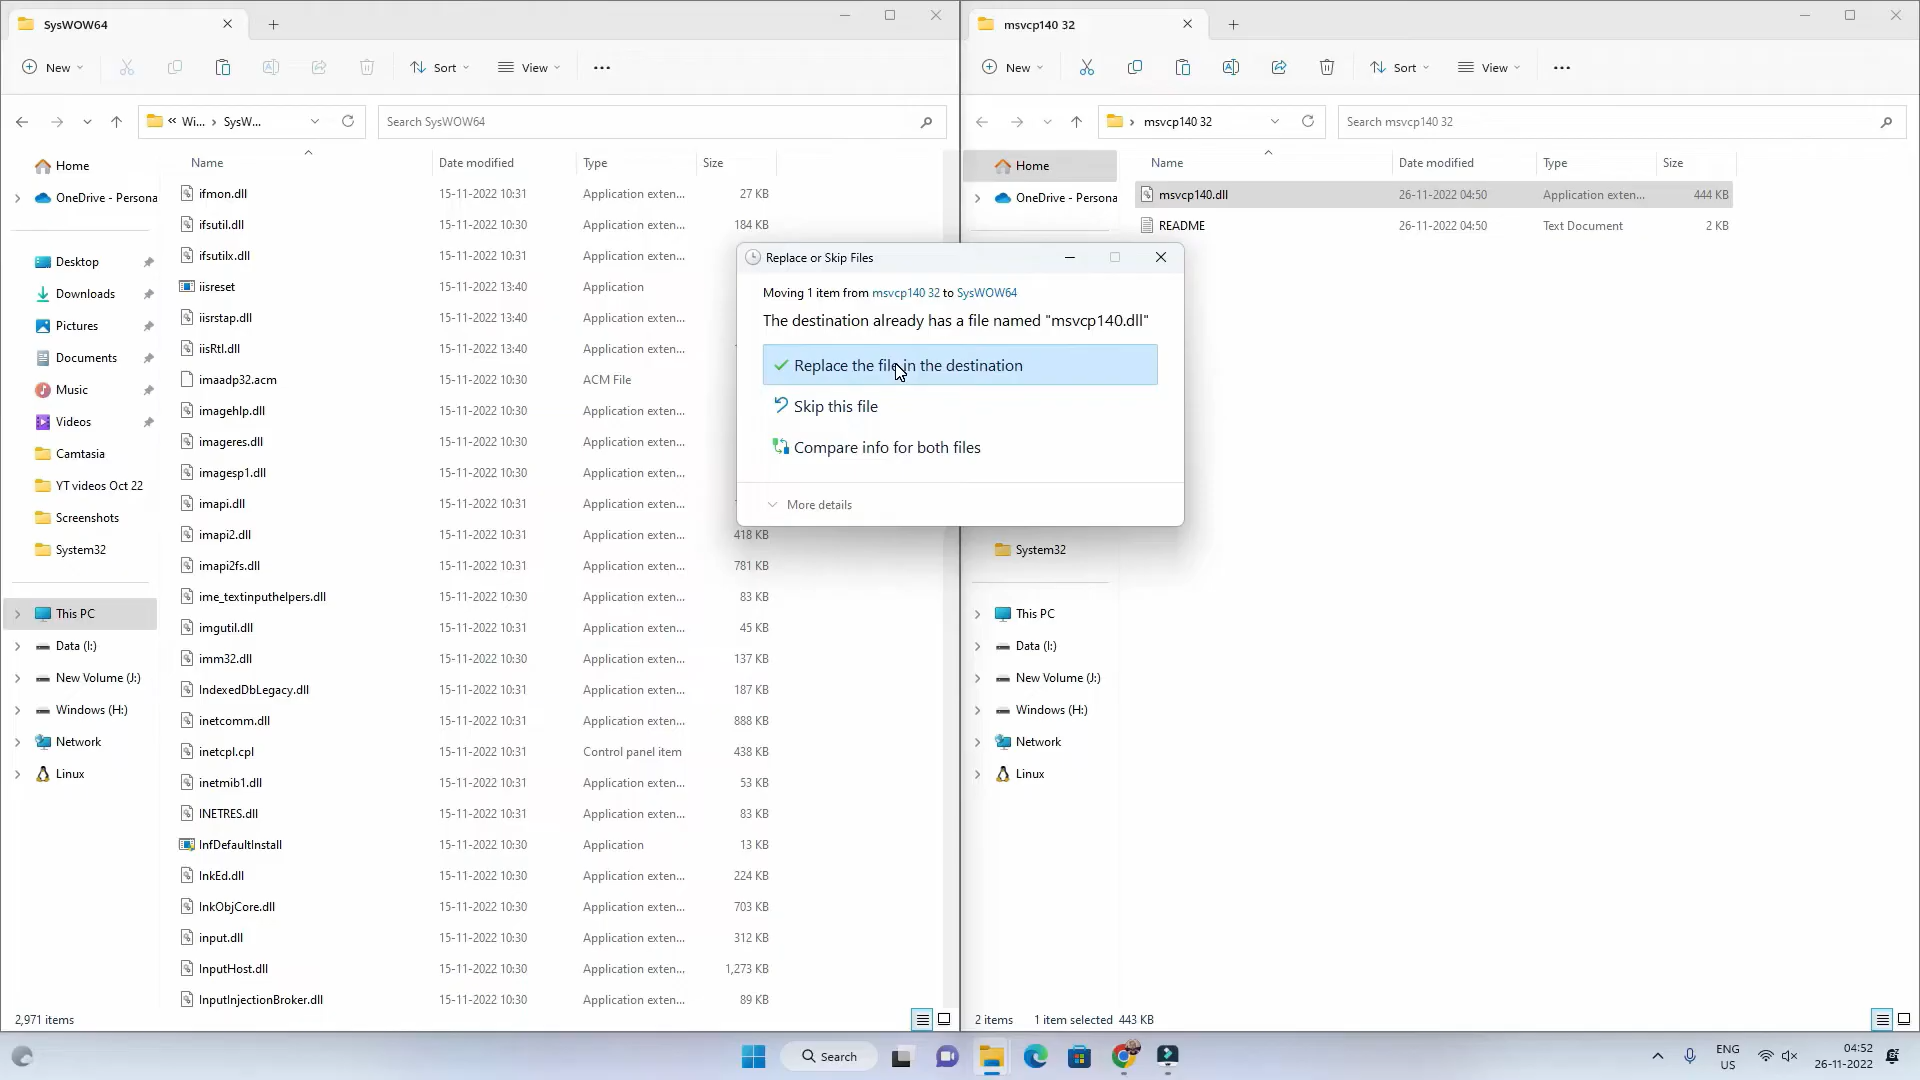 SysWOW64
New
Sort
View
Wi...
SysW...
Search SysWOW64
Home
OneDrive - Persona
Desktop
Downloads
Pictures
Documents
Music
Videos
Camtasia
YT videos Oct 22
Screenshots
System32
This PC
Data (I:)
New Volume (J:)
Windows (H:)
Network
Linux
Name Date modified Type Size
ifmon.dll 15-11-2022 10:31 Application exten... 27 KB
ifsutil.dll 15-11-2022 10:30 Application exten... 184 KB
ifsutilx.dll 15-11-2022 10:31 Application exten...
iisreset 15-11-2022 13:40 Application
iisrstap.dll 15-11-2022 13:40 Application exten...
iisRtl.dll 15-11-2022 13:40 Application exten...
imaadp32.acm 15-11-2022 10:30 ACM File
imagehlp.dll 15-11-2022 10:30 Application exten...
imageres.dll 15-11-2022 10:30 Application exten...
imagesp1.dll 15-11-2022 10:30 Application exten...
imapi.dll 15-11-2022 10:31 Application exten...
imapi2.dll 15-11-2022 10:31 Application exten... 418 KB
imapi2fs.dll 15-11-2022 10:31 Application exten... 781 KB
ime_textinputhelpers.dll 15-11-2022 10:30 Application exten... 83 KB
imgutil.dll 15-11-2022 10:31 Application exten... 45 KB
imm32.dll 15-11-2022 10:30 Application exten... 137 KB
IndexedDbLegacy.dll 15-11-2022 10:31 Application exten... 187 KB
inetcomm.dll 15-11-2022 10:31 Application exten... 888 KB
inetcpl.cpl 15-11-2022 10:31 Control panel item 438 KB
inetmib1.dll 15-11-2022 10:31 Application exten... 53 KB
INETRES.dll 15-11-2022 10:31 Application exten... 83 KB
InfDefaultInstall 15-11-2022 10:30 Application 13 KB
InkEd.dll 15-11-2022 10:30 Application exten... 224 KB
InkObjCore.dll 15-11-2022 10:30 Application exten... 703 KB
input.dll 15-11-2022 10:30 Application exten... 312 KB
InputHost.dll 15-11-2022 10:30 Application exten... 1,273 KB
InputInjectionBroker.dll 15-11-2022 10:30 Application exten... 89 KB
2,971 items
msvcp140 32
New
Sort
View
msvcp140 32
Search msvcp140 32
Home
OneDrive - Persona
Name Date modified Type Size
msvcp140.dll 26-11-2022 04:50 Application exten... 444 KB
README 26-11-2022 04:50 Text Document 2 KB
Replace or Skip Files
Moving 1 item from msvcp140 32 to SysWOW64
The destination already has a file named "msvcp140.dll"
Replace the file in the destination
Skip this file
Compare info for both files
More details
System32
This PC
Data (I:)
New Volume (J:)
Windows (H:)
Network
Linux
2 items 1 item selected 443 KB
Search
ENG
US
04:52
26-11-2022